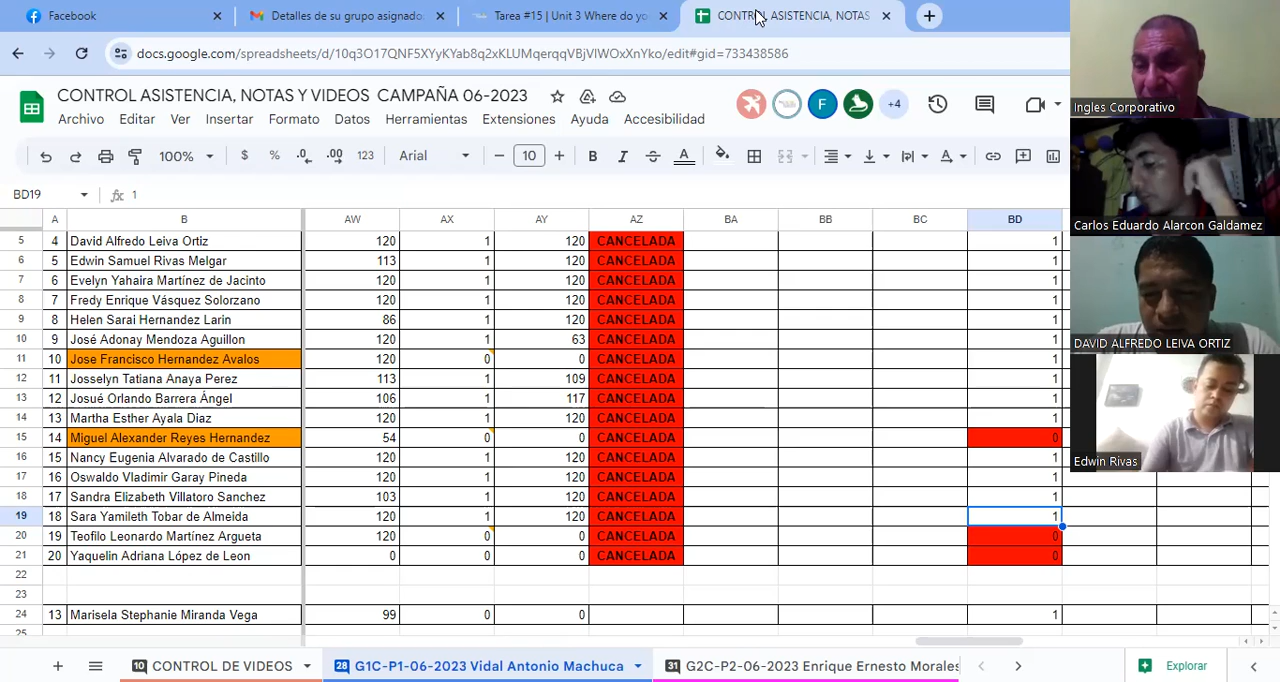 Facebook
Detalles de su grupo asignado
Tarea #15 | Unit 3 Where do yo
CONTROL ASISTENCIA, NOTAS
docs.google.com/spreadsheets/d/10q3O17QNF5XYyKYab8q2xKLUMqerqqVBjVIWOxXnYko/edit#gid=733438586
CONTROL ASISTENCIA, NOTAS Y VIDEOS CAMPAÑA 06-2023
F +4
Archivo Editar Ver Insertar Formato Datos Herramientas Extensiones Ayuda Accesibilidad
100% $ % .0 .00 123 Arial − 10 + B I A
BD19 fx 1
A B AW AX AY AZ BA BB BC BD
5 4 David Alfredo Leiva Ortiz 120 1 120 CANCELADA 1
6 5 Edwin Samuel Rivas Melgar 113 1 120 CANCELADA 1
7 6 Evelyn Yahaira Martínez de Jacinto 120 1 120 CANCELADA 1
8 7 Fredy Enrique Vásquez Solorzano 120 1 120 CANCELADA 1
9 8 Helen Sarai Hernandez Larin 86 1 120 CANCELADA 1
10 9 José Adonay Mendoza Aguillon 120 1 63 CANCELADA 1
11 10 Jose Francisco Hernandez Avalos 120 0 0 CANCELADA 1
12 11 Josselyn Tatiana Anaya Perez 113 1 109 CANCELADA 1
13 12 Josué Orlando Barrera Ángel 106 1 117 CANCELADA 1
14 13 Martha Esther Ayala Diaz 120 1 120 CANCELADA 1
15 14 Miguel Alexander Reyes Hernandez 54 0 0 CANCELADA 0
16 15 Nancy Eugenia Alvarado de Castillo 120 1 120 CANCELADA 1
17 16 Oswaldo Vladimir Garay Pineda 120 1 120 CANCELADA 1
18 17 Sandra Elizabeth Villatoro Sanchez 103 1 120 CANCELADA 1
19 18 Sara Yamileth Tobar de Almeida 120 1 120 CANCELADA 1
20 19 Teofilo Leonardo Martínez Argueta 120 0 0 CANCELADA 0
21 20 Yaquelin Adriana López de Leon 0 0 0 CANCELADA 0
22
23
24 13 Marisela Stephanie Miranda Vega 99 0 0 1
25
10 CONTROL DE VIDEOS
28 G1C-P1-06-2023 Vidal Antonio Machuca
31 G2C-P2-06-2023 Enrique Ernesto Morales
Explorar
Ingles Corporativo
Carlos Eduardo Alarcon Galdamez
DAVID ALFREDO LEIVA ORTIZ
Edwin Rivas